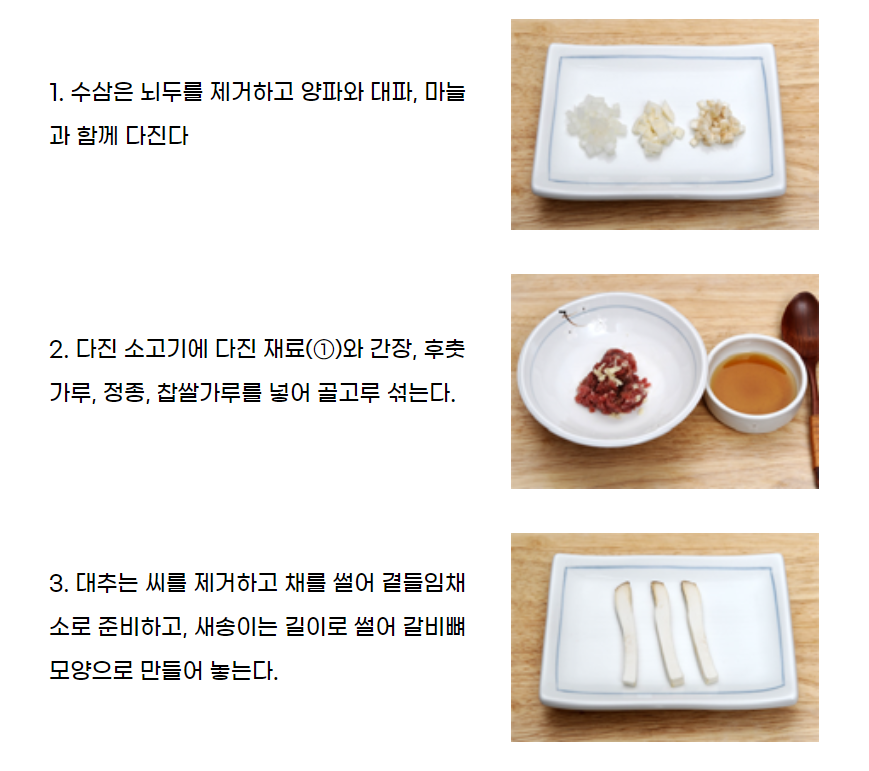 1. 수삼은 뇌두를 제거하고 양파와 대파, 마늘
과 함께 다진다
2. 다진 소고기에 다진 재료(①)와 간장, 후춧
가루, 정종, 찹쌀가루를 넣어 골고루 섞는다.
3. 대추는 씨를 제거하고 채를 썰어 곁들임채
소로 준비하고, 새송이는 길이로 썰어 갈비뼈
모양으로 만들어 놓는다.